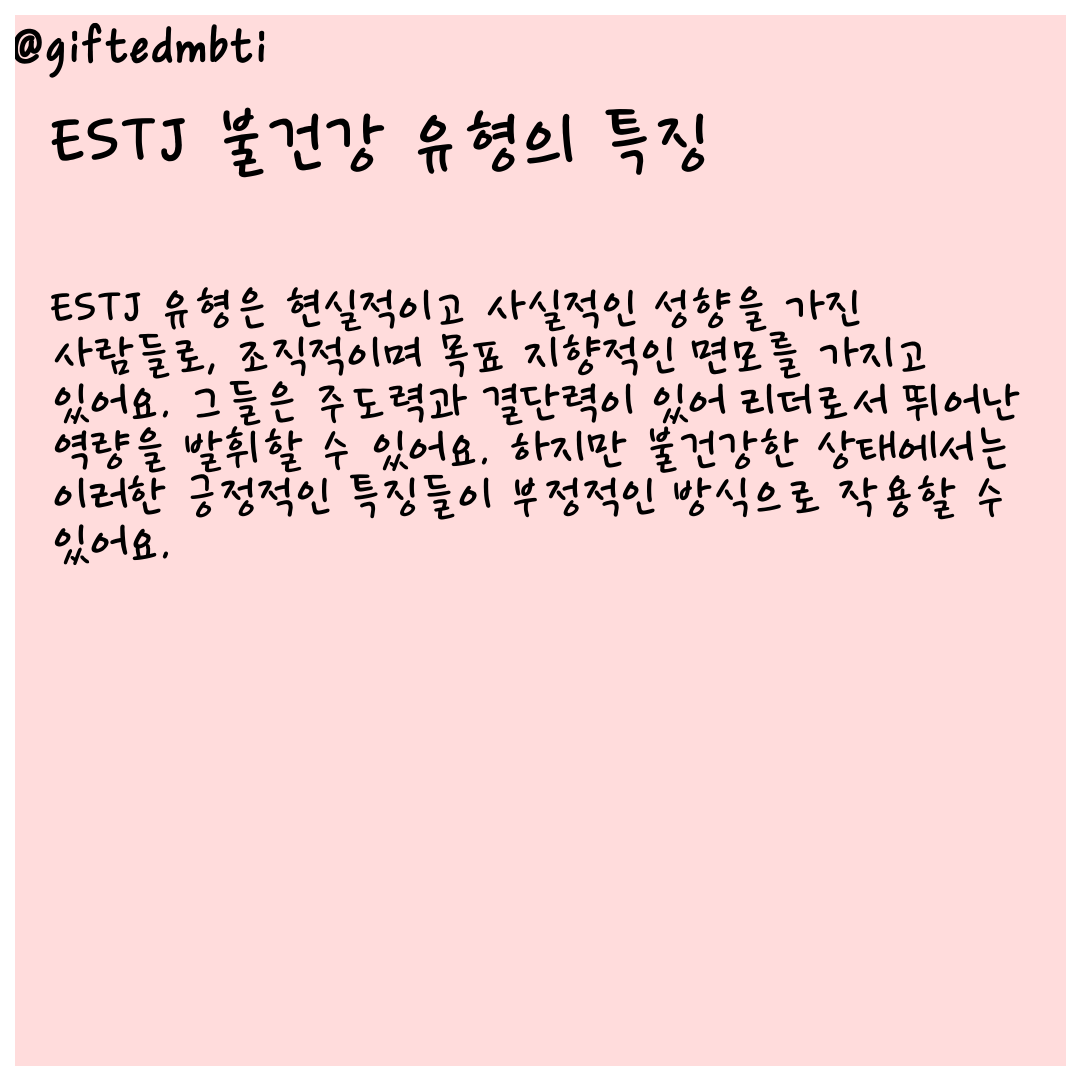 @giftedmbti
ESTJ 불건강 유형의 특징
ESTJ 유형은 현실적이고 사실적인 성향을 가진
사람들로, 조직적이며 목표 지향적인 면모를 가지고
있어요. 그들은 주도력과 결단력이 있어 리더로서 뛰어난
역량을 발휘할 수 있어요. 하지만 불건강한 상태에서는
이러한 긍정적인 특징들이 부정적인 방식으로 작용할 수
있어요.